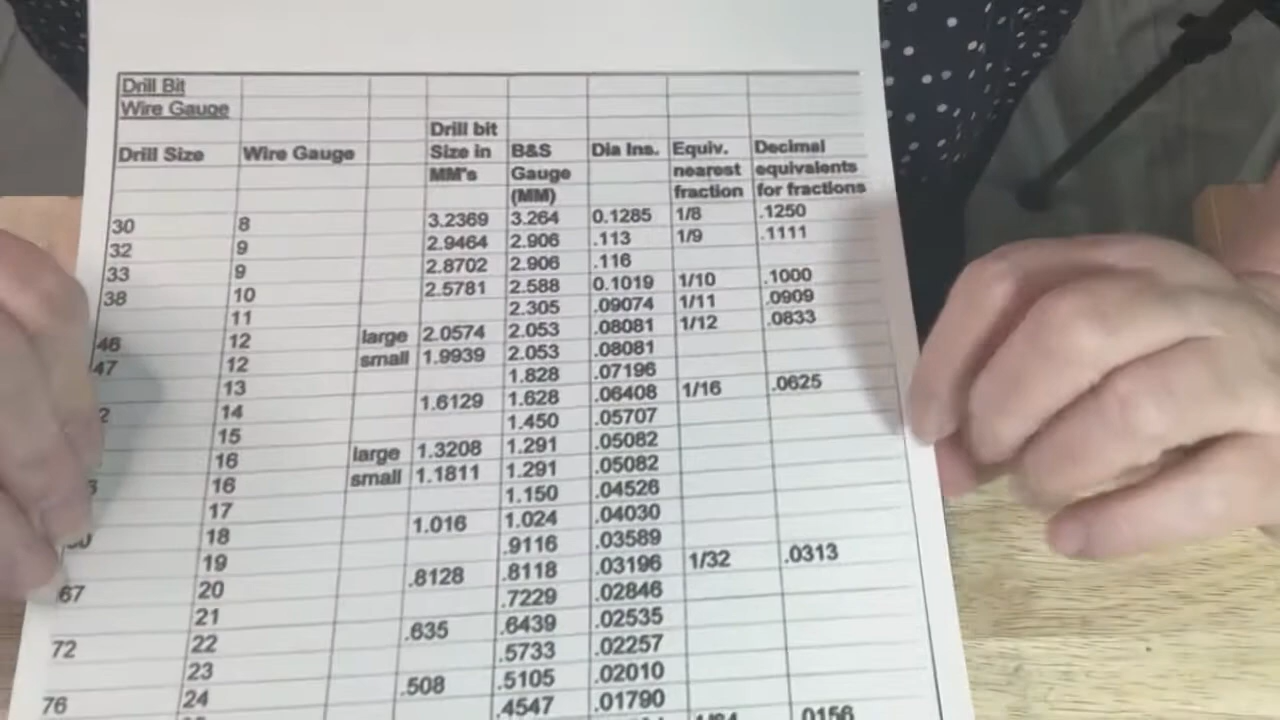 Drill Bit
Wire Gauge
Drill bit
Drill Size Wire Gauge Size in B&S Dia Ins. Equiv. Decimal
MM's Gauge nearest equivalents
(MM) fraction for fractions
30 8 3.2369 3.264 0.1285 1/8 .1250
32 9 2.9464 2.906 .113 1/9 .1111
33 9 2.8702 2.906 .116
38 10 2.5781 2.588 0.1019 1/10 .1000
11 2.305 .09074 1/11 .0909
46 12 large 2.0574 2.053 .08081 1/12 .0833
47 12 small 1.9939 2.053 .08081
13 1.828 .07196
14 1.6129 1.628 .06408 1/16 .0625
15 1.450 .05707
16 large 1.3208 1.291 .05082
16 small 1.1811 1.291 .05082
17 1.150 .04526
18 1.016 1.024 .04030
19 .9116 .03589
67 20 .8128 .8118 .03196 1/32 .0313
21 .7229 .02846
72 22 .635 .6439 .02535
23 .5733 .02257
76 24 .508 .5105 .02010
.4547 .01790
.0156